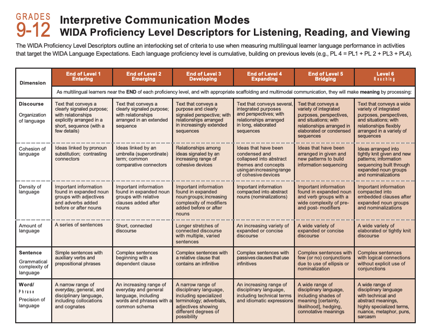 GRADES
9-12
Interpretive Communication Modes
WIDA Proficiency Level Descriptors for Listening, Reading, and Viewing
The WIDA Proficiency Level Descriptors outline an interlocking set of criteria to use when measuring multilingual learner language performance in activities
that target the WIDA Language Expectations. Each language proficiency level is cumulative, building on previous levels (e.g., PL 4 = PL1 + PL 2 + PL3 + PL4).
Dimension
End of Level 1
Entering
End of Level 2
Emerging
End of Level 3
Developing
End of Level 4
Expanding
End of Level 5
Bridging
Level 6
Reaching
As multilingual learners near the END of each proficiency level, and with appropriate scaffolding and multimodal communication, they will make meaning by processing:
Discourse
Organization
of language
Text that conveys a
clearly signaled purpose;
with relationships
explicitly arranged in a
short, sequence (with a
few details)
Text that conveys a
clearly signaled purpose;
with relationships
arranged in an extended
sequence
Text that conveys a
purpose and clearly
signaled perspective; with
relationships arranged
in increasingly extended
sequences
Text that conveys several,
integrated purposes
and perspectives; with
relationships arranged
in long, elaborated
sequences
Text that conveys a
variety of integrated
purposes, perspectives,
and situations; with
relationships arranged in
elaborated or condensed
sequences
Text that conveys a wide
variety of integrated
purposes, perspectives,
and situations; with
relationships flexibly
arranged in a variety of
sequences
Cohesion of
language
Ideas linked by pronun
substitution; contrasting
connectors
Ideas linked by an
umbrella (superordinate)
term; common
comparative connectors
Relationships among
ideas signaled by an
increasing range of
cohesive devices
Ideas that have been
condensed and
collapsed into abstract
themes and concepts
using an increasing range
of cohesive devices
Ideas that have been
arranged in given and
new patterns to build
information sequencing
Ideas arranged into
flexibly given and new
patterns; information
sequencing built through
expanded noun groups
and nominalizations
Density of
language
Important information
found in expanded noun
groups with adjectives
and adverbs added
before or after nouns
Important information
found in expanded noun
groups with relative
clauses added after
nouns
Important information
found in expanded
noun groups; increasing
complexity of modifiers
added before or after
nouns
Important information
compacted into abstract
nouns (nominalizations)
Important information
found in expanded noun
and verb groups with a
wide complexity of pre-
and post- modifiers
Important information
compacted into
embedded clauses after
expanded noun groups
and nominalizations
Amount of
language
A series of sentences
Short, connected
discourse
Longer stretches of
connected discourse
with multiple, varied
sentences
An increasing variety of
expanded or concise
discourse
A wide variety of
expanded or concise
discourse
A wide variety of
elaborated or tightly knit
discourse
Sentence
Grammatical
complexity of
language
Simple sentences with
auxiliary verbs and
prepositional phrases
Complex sentences
beginning with a
dependent clause
Complex sentences with
a relative clause that
contains an infinitive
Complex sentences with
passive clauses that use
infinitives
Complex sentences with
few (or no) conjunctions
due to use of ellipsis or
nominalization
Complex sentences
with logical connections
without explicit use of
conjunctions
Word/
Phrase
Precision of
language
A narrow range of
everyday, general, and
disciplinary language,
including collocations
and cognates
An increasing range of
everyday and general
language, including
words and phrases with a
common schema
A narrow range of
disciplinary language,
including specialized
terminology; adverbials,
adjectives showing
different degrees of
possibility
An increasing range of
disciplinary language,
including technical terms
and idiomatic expressions
A wide range of
disciplinary language,
including shades of
meaning (certainty,
likelihood), hedging,
connotative meanings
A wide range of
disciplinary language
with technical and
abstract meanings,
highly specialized terms,
nuance, metaphor, puns,
sarcasm